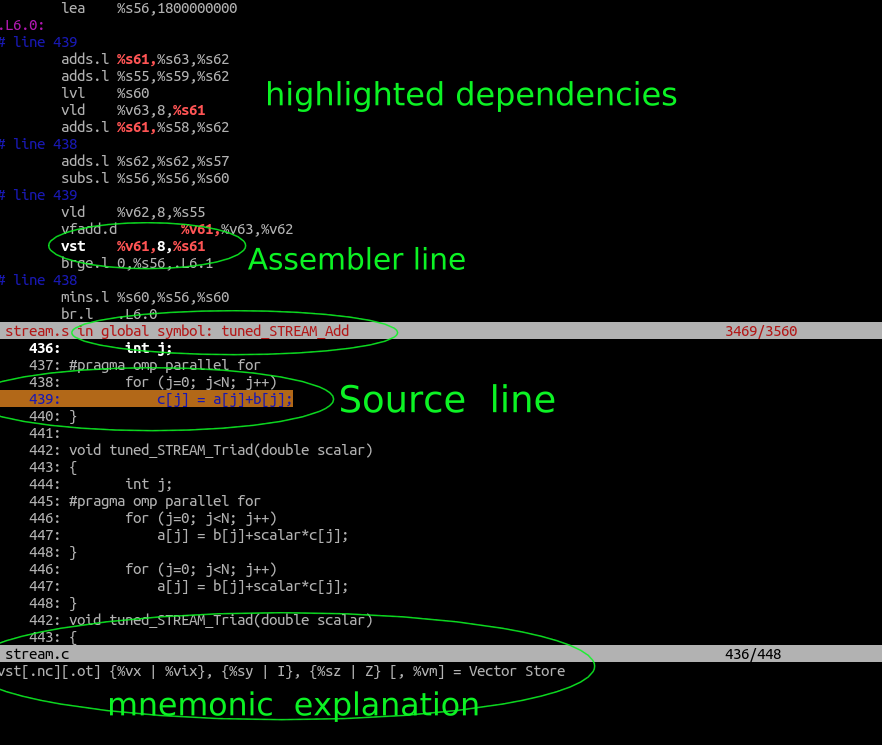 lea    %s56,1800000000
.L6.0:
# line 439
adds.l %s61,%s63,%s62
adds.l %s55,%s59,%s62
lvl    %s60
highlighted dependencies
vld    %v63,8,%s61
adds.l %s61,%s58,%s62
# line 438
adds.l %s62,%s62,%s57
subs.l %s56,%s56,%s60
# line 439
vld    %v62,8,%s55
vfadd.d        %v61,%v63,%v62
vst    %v61,8,%s61
Assembler line
brge.l 0,%s56,.L6.1
# line 438
mins.l %s60,%s56,%s60
br.l   .L6.0
stream.s in global symbol: tuned_STREAM_Add 3469/3560
436:        int j;
437: #pragma omp parallel for
438:        for (j=0; j<N; j++)
439:            c[j] = a[j]+b[j];
Source line
440: }
441:
442: void tuned_STREAM_Triad(double scalar)
443: {
444:        int j;
445: #pragma omp parallel for
446:        for (j=0; j<N; j++)
447:            a[j] = b[j]+scalar*c[j];
448: }
446:        for (j=0; j<N; j++)
447:            a[j] = b[j]+scalar*c[j];
448: }
442: void tuned_STREAM_Triad(double scalar)
443: {
stream.c 436/448
vst[.nc][.ot] {%vx | %vix}, {%sy | I}, {%sz | Z} [, %vm] = Vector Store
mnemonic explanation